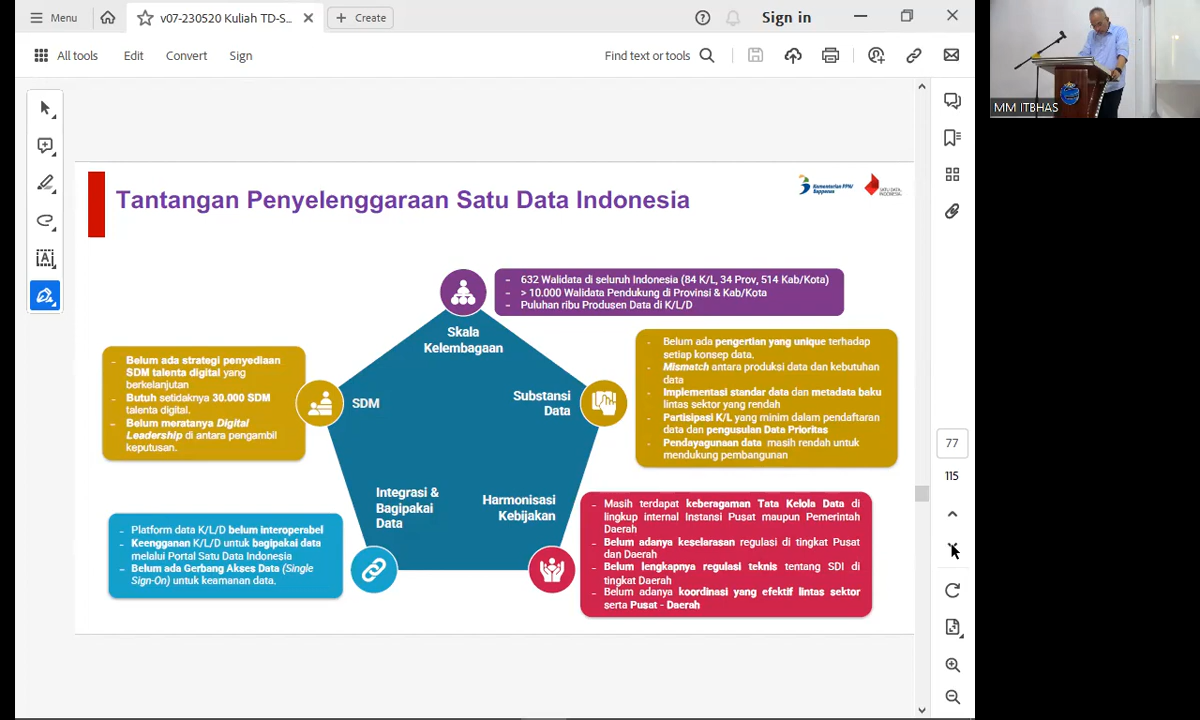 Menu
v07-230520 Kuliah TD-S...
Create
Sign in
All tools
Edit
Convert
Sign
Find text or tools
MM ITBHAS
Tantangan Penyelenggaraan Satu Data Indonesia
Kementerian PPN/
Bappenas
SATU DATA
INDONESIA
- 632 Walidata di seluruh Indonesia (84 K/L, 34 Prov, 514 Kab/Kota)
- > 10.000 Walidata Pendukung di Provinsi & Kab/Kota
- Puluhan ribu Produsen Data di K/L/D
Skala
Kelembagaan
- Belum ada strategi penyediaan
SDM talenta digital yang
berkelanjutan
- Butuh setidaknya 30.000 SDM
talenta digital.
- Belum meratanya Digital
Leadership di antara pengambil
keputusan.
SDM
Substansi
Data
- Belum ada pengertian yang unique terhadap
setiap konsep data.
- Mismatch antara produksi data dan kebutuhan
data
- Implementasi standar data dan metadata baku
lintas sektor yang rendah
- Partisipasi K/L yang minim dalam pendaftaran
data dan pengusulan Data Prioritas
- Pendayagunaan data masih rendah untuk
mendukung pembangunan
Integrasi &
Bagipakai
Data
Harmonisasi
Kebijakan
- Platform data K/L/D belum interoperabel
- Keengganan K/L/D untuk bagipakai data
melalui Portal Satu Data Indonesia
- Belum ada Gerbang Akses Data (Single
Sign-On) untuk keamanan data.
- Masih terdapat keberagaman Tata Kelola Data di
lingkup internal Instansi Pusat maupun Pemerintah
Daerah
- Belum adanya keselarasan regulasi di tingkat Pusat
dan Daerah
- Belum lengkapnya regulasi teknis tentang SDI di
tingkat Daerah
- Belum adanya koordinasi yang efektif lintas sektor
serta Pusat - Daerah
77
115